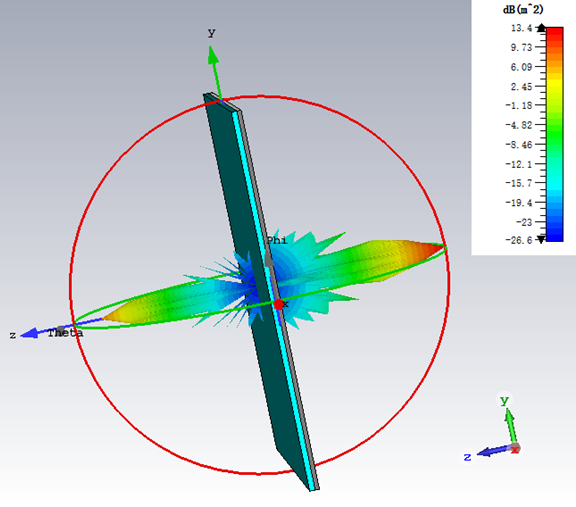 dB(m^2)
13.4
9.73
6.09
2.45
-1.18
-4.82
-8.46
-12.1
-15.7
-19.4
-23
-26.6
y
Phi
x
z
Theta
y
z
x